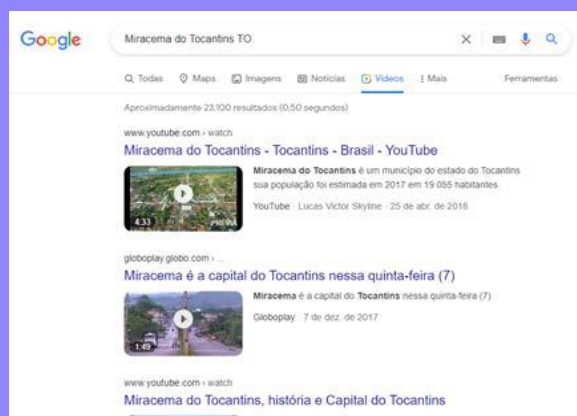 Google
Miracema do Tocantins TO
Todas Maps Imagens Notícias Vídeos Mais Ferramentas
Aproximadamente 23.100 resultados (0,50 segundos)
www.youtube.com › watch
Miracema do Tocantins - Tocantins - Brasil - YouTube
Miracema do Tocantins é um município do estado do Tocantins
sua população foi estimada em 2017 em 19 055 habitantes.
4:33
YouTube · Lucas Victor Skyline · 25 de abr. de 2018
globoplay.globo.com › ...
Miracema é a capital do Tocantins nessa quinta-feira (7)
Miracema é a capital do Tocantins nessa quinta-feira (7)
Globoplay · 7 de dez. de 2017
1:49
www.youtube.com › watch
Miracema do Tocantins, história e Capital do Tocantins